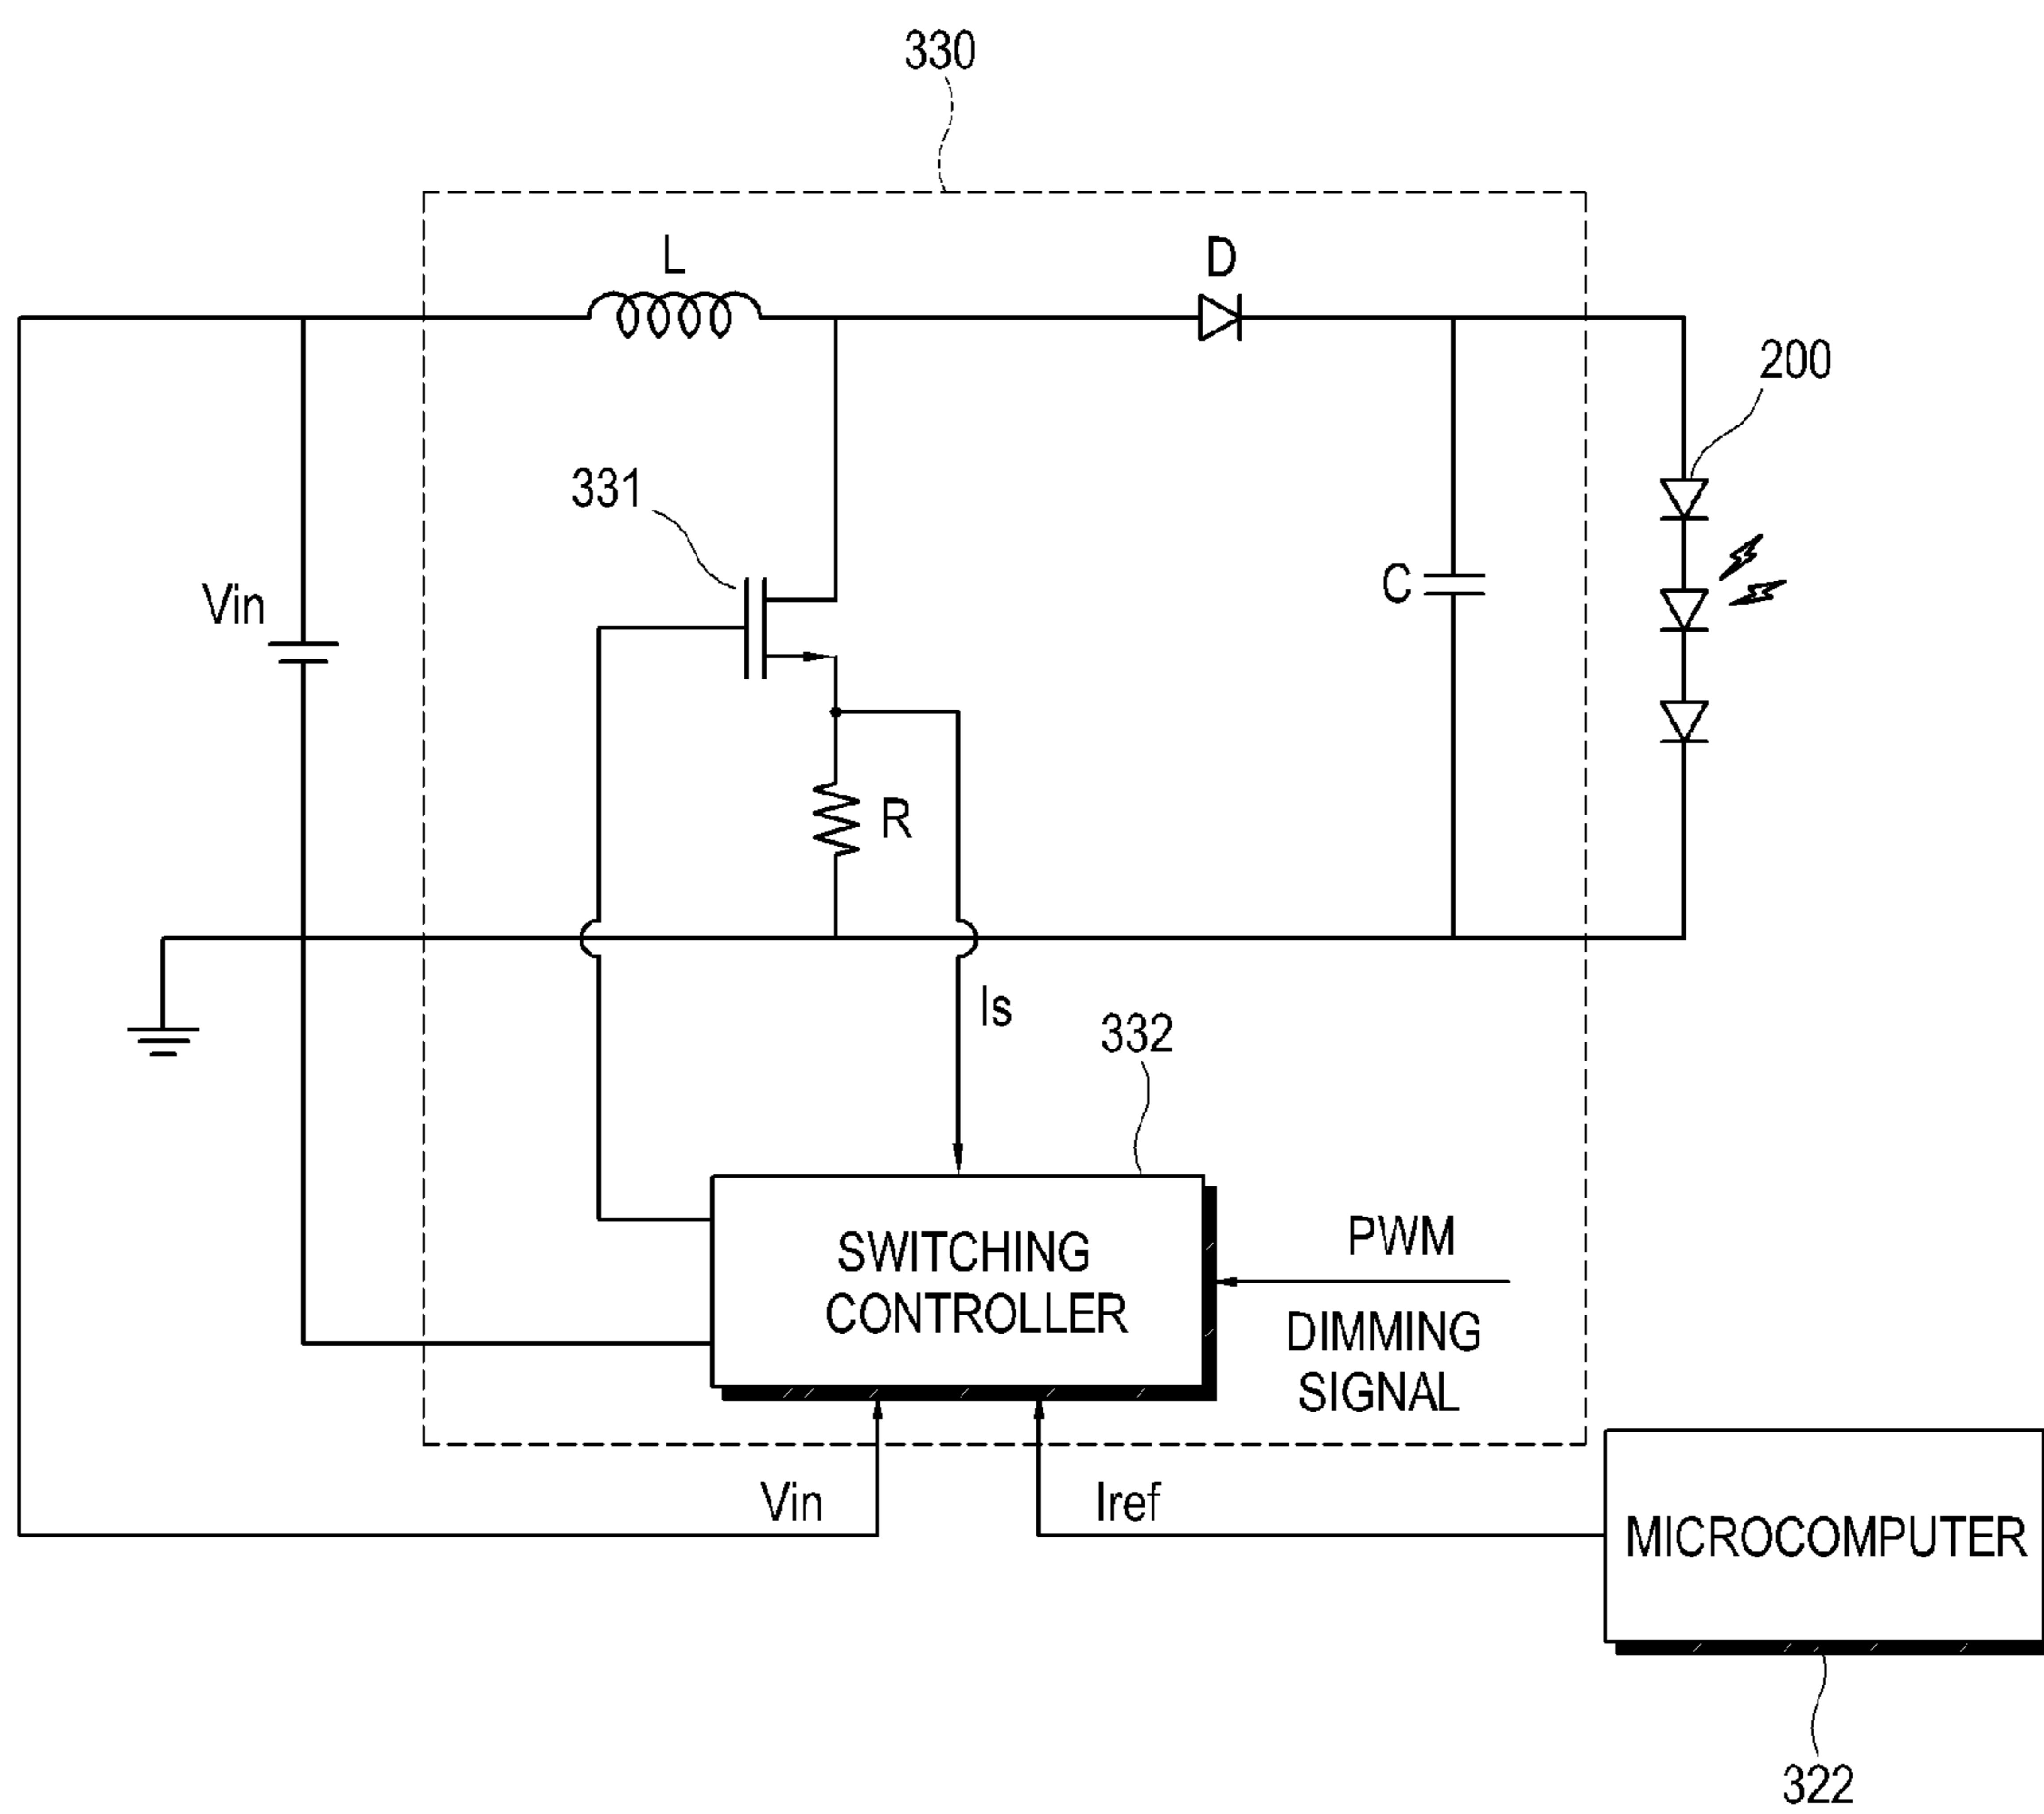 330
L
D
200
331
Vin
C
R
Is
332
SWITCHING
CONTROLLER
PWM
DIMMING
SIGNAL
Vin
Iref
MICROCOMPUTER
322